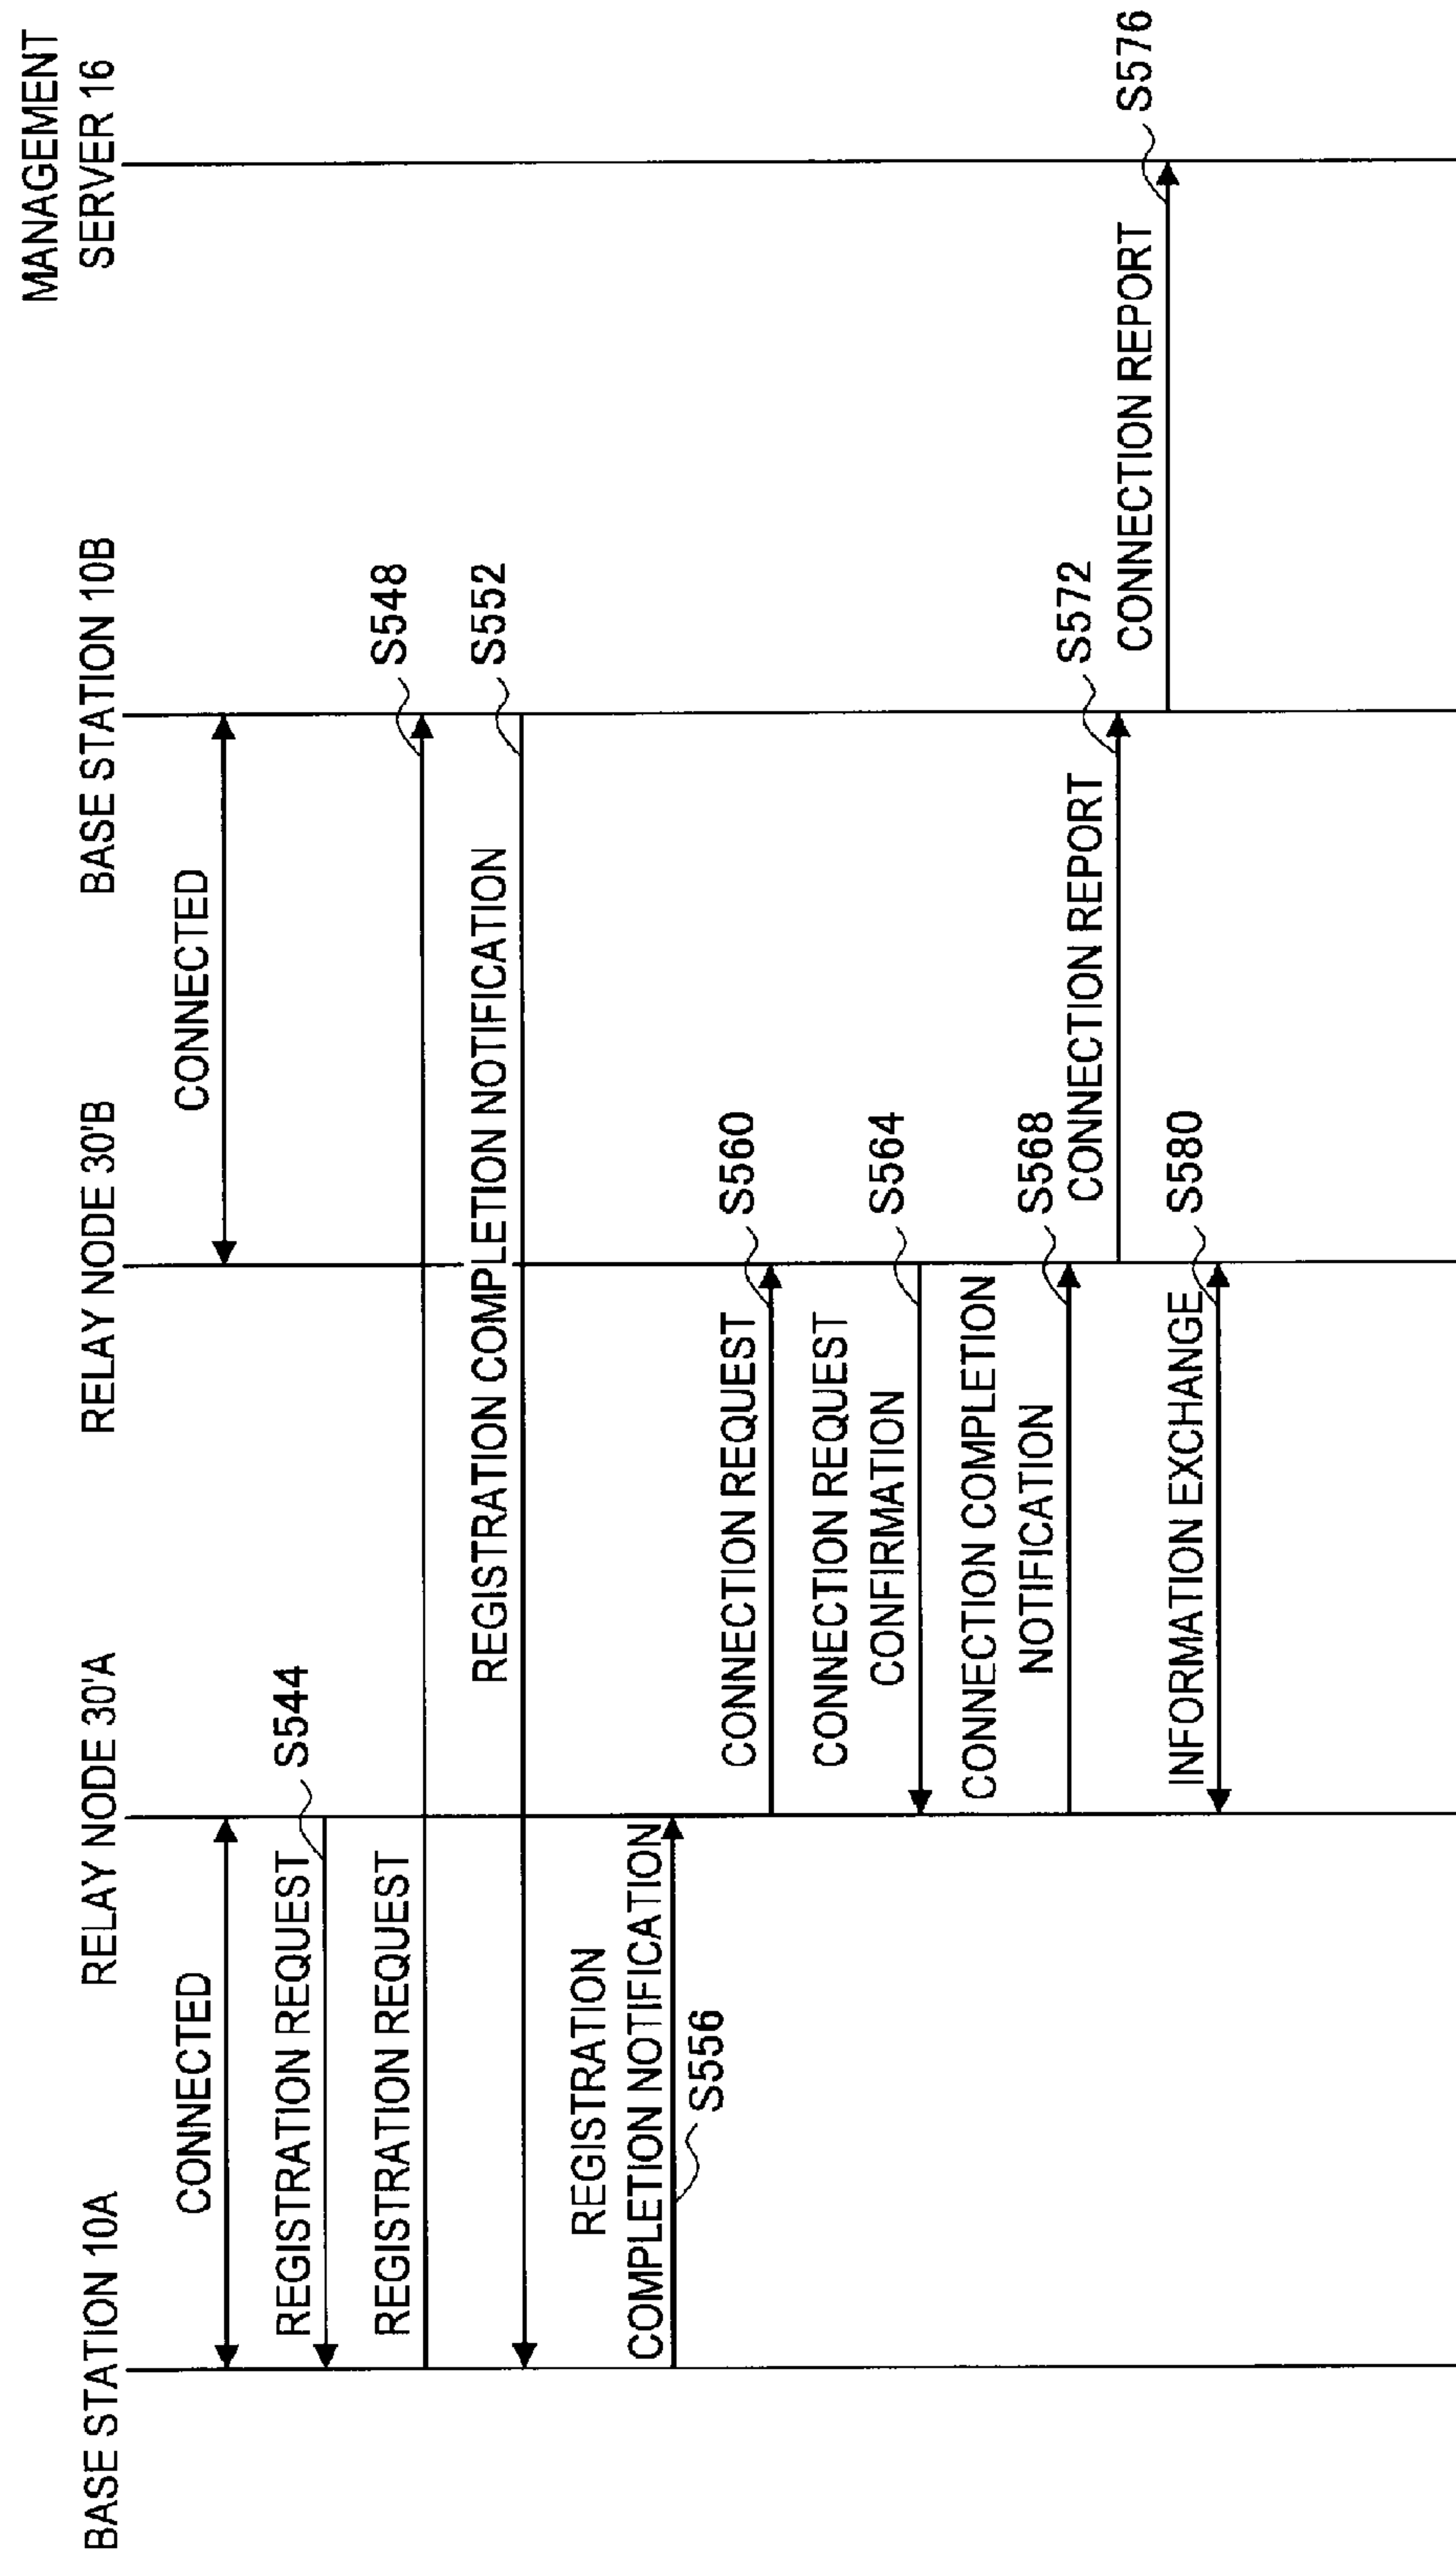 BASE STATION 10A
RELAY NODE 30'A
RELAY NODE 30'B
BASE STATION 10B
MANAGEMENT
SERVER 16
CONNECTED
CONNECTED
REGISTRATION REQUEST
S544
REGISTRATION REQUEST
S548
REGISTRATION COMPLETION NOTIFICATION
S552
REGISTRATION
COMPLETION NOTIFICATION
S556
CONNECTION REQUEST
S560
CONNECTION REQUEST
CONFIRMATION
S564
CONNECTION COMPLETION
NOTIFICATION
S568
CONNECTION REPORT
S572
CONNECTION REPORT
S576
INFORMATION EXCHANGE
S580